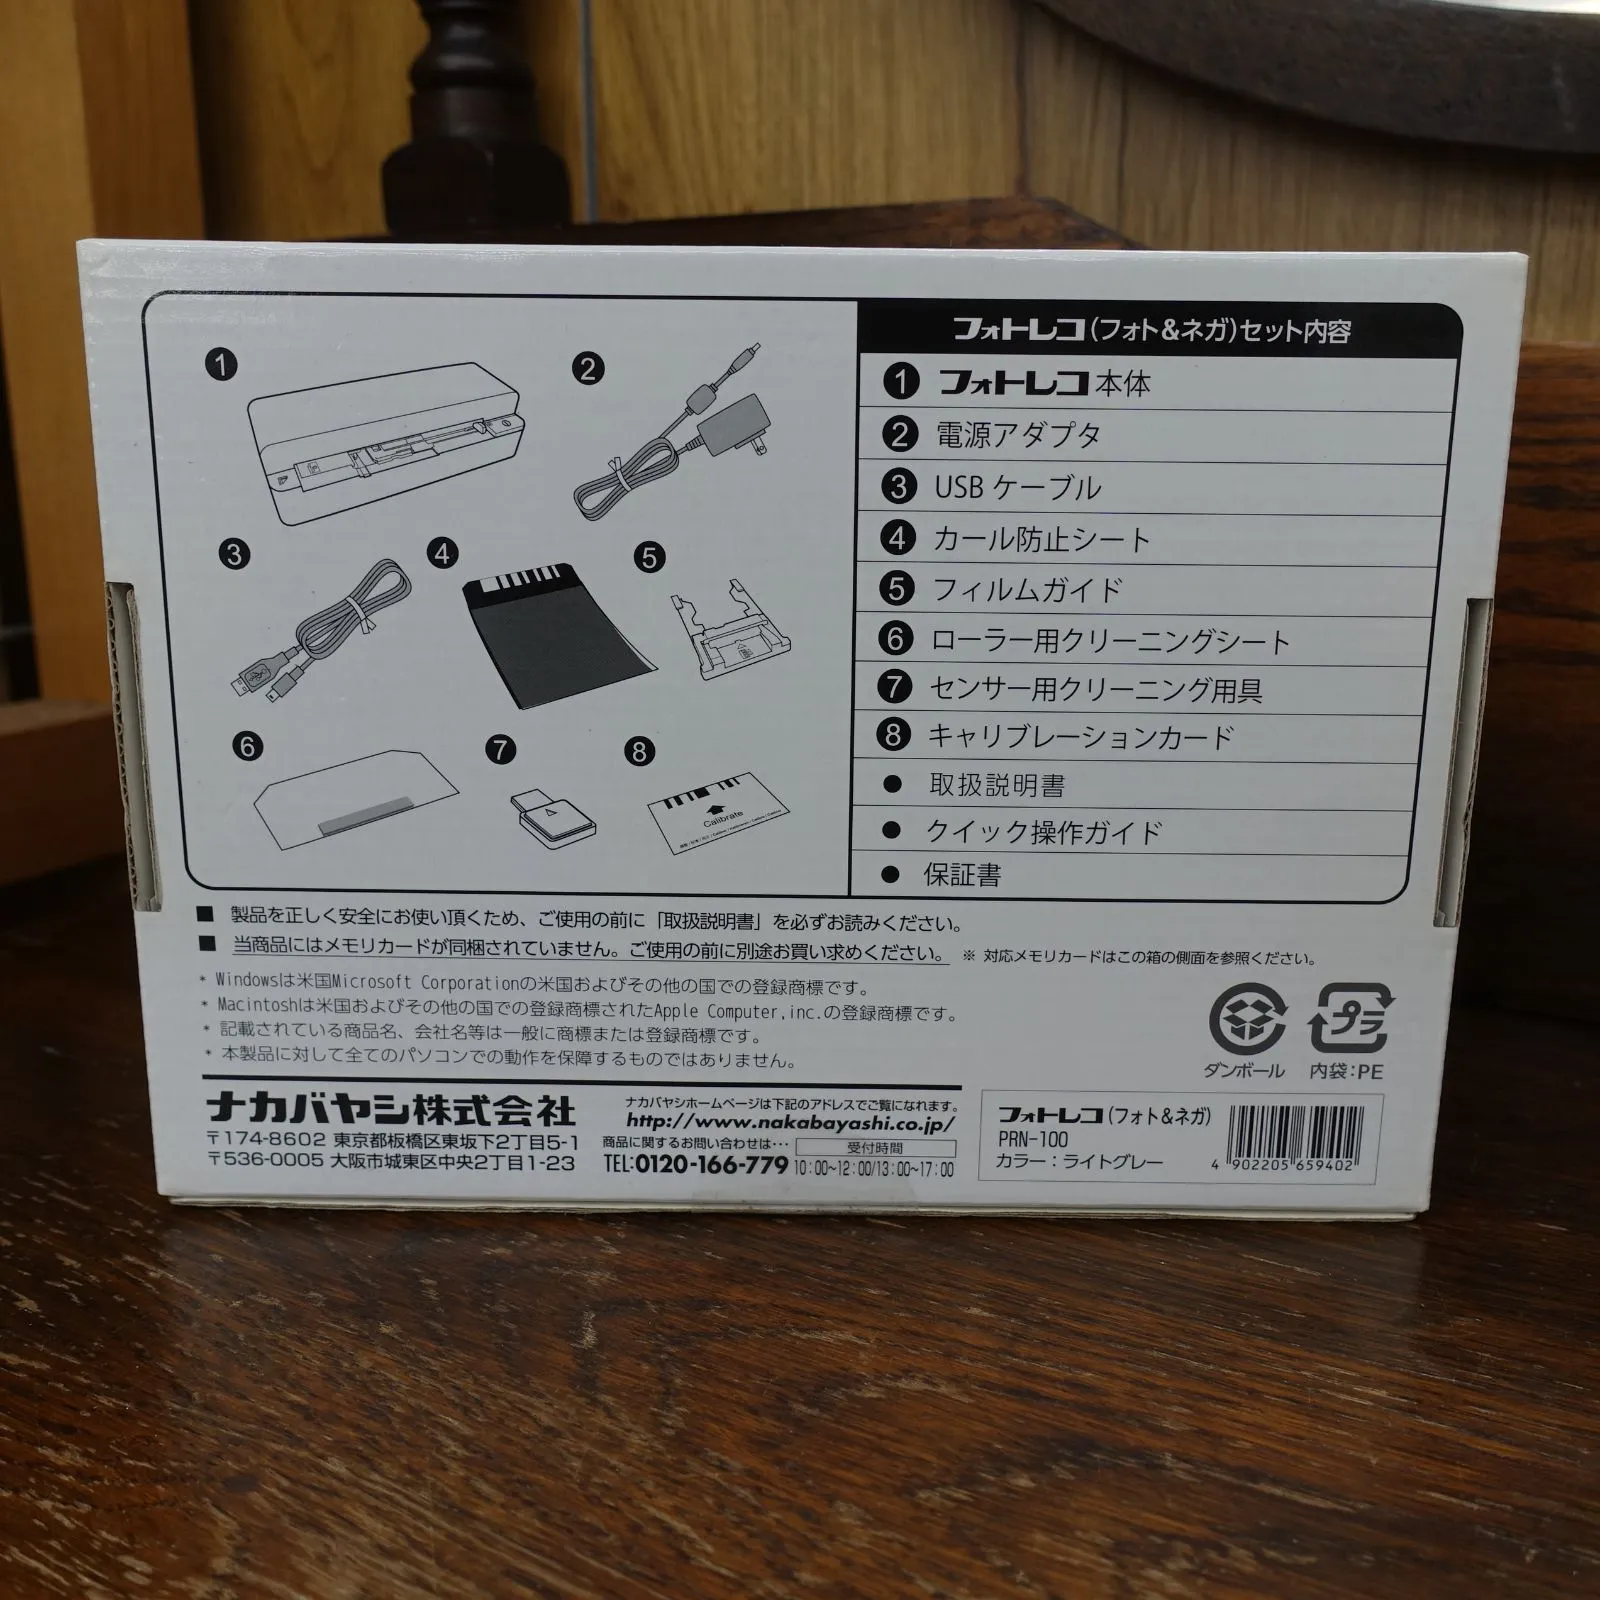 フォトレコ(フォト&ネガ)セット内容
1 フォトレコ本体
2 電源アダプタ
3 USB ケーブル
4 カール防止シート
5 フィルムガイド
6 ローラー用クリーニングシート
7 センサー用クリーニング用具
8 キャリブレーションカード
● 取扱説明書
● クイック操作ガイド
● 保証書
1
2
3
4
5
6
7
8
Calibrate
■ 製品を正しく安全にお使い頂くため、ご使用の前に「取扱説明書」を必ずお読みください。
■ 当商品にはメモリカードが同梱されていません。ご使用の前に別途お買い求めください。 ※ 対応メモリカードはこの箱の側面を参照ください。
* Windowsは米国Microsoft Corporationの米国およびその他の国での登録商標です。
* Macintoshは米国およびその他の国での登録商標されたApple Computer,inc.の登録商標です。
* 記載されている商品名、会社名等は一般に商標または登録商標です。
* 本製品に対して全てのパソコンでの動作を保障するものではありません。
プラ
ダンボール 内袋:PE
ナカバヤシ株式会社
〒174-8602 東京都板橋区東坂下2丁目5-1
〒536-0005 大阪市城東区中央2丁目1-23
ナカバヤシホームページは下記のアドレスでご覧になれます。
http://www.nakabayashi.co.jp/
商品に関するお問い合わせは… 受付時間
TEL:0120-166-779 10:00~12:00/13:00~17:00
フォトレコ(フォト&ネガ)
PRN-100
カラー:ライトグレー
4 902205 659402